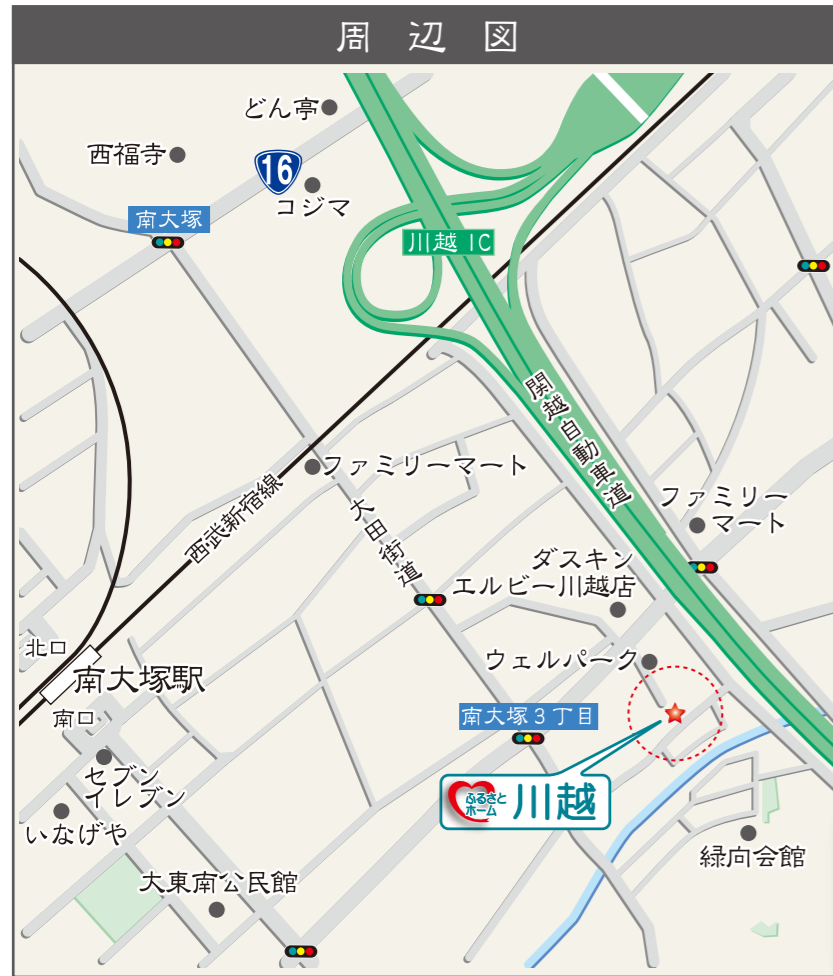 周辺図
どん亭
西福寺
16
コジマ
南大塚
川越IC
関越自動車道
ファミリーマート
西武新宿線
大田街道
ファミリー
マート
ダスキン
エルビー川越店
北口
南大塚駅
南口
ウェルパーク
南大塚3丁目
セブン
イレブン
ふるさと
ホーム
川越
いなげや
緑向会館
大東南公民館